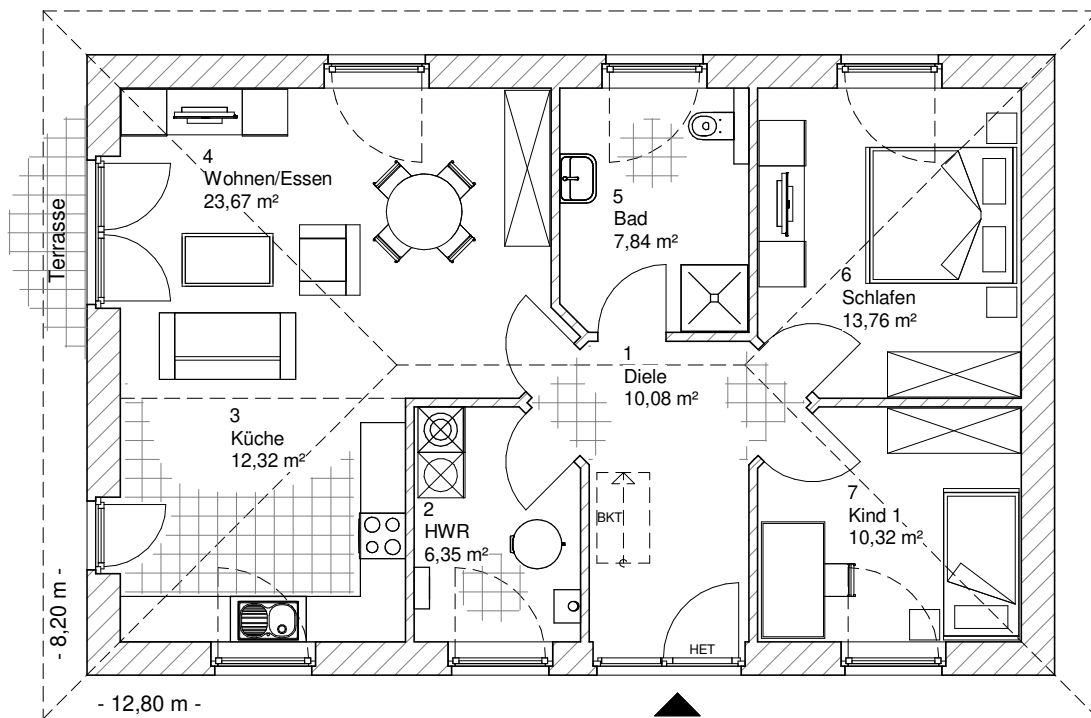 4
Wohnen/Essen
23,67 m²
5
Bad
7,84 m²
6
Schlafen
13,76 m²
Terrasse
1
Diele
10,08 m²
3
Küche
12,32 m²
2
HWR
6,35 m²
BKT
7
Kind 1
10,32 m²
HET
- 8,20 m -
- 12,80 m -